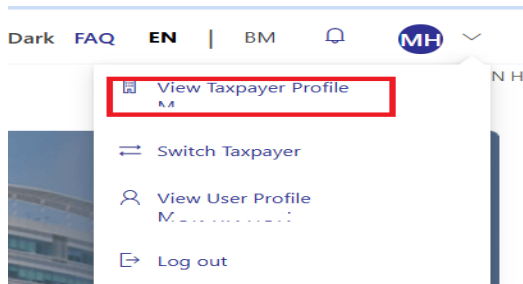 Dark FAQ EN | BM MH
N H
View Taxpayer Profile
Switch Taxpayer
View User Profile
Log out